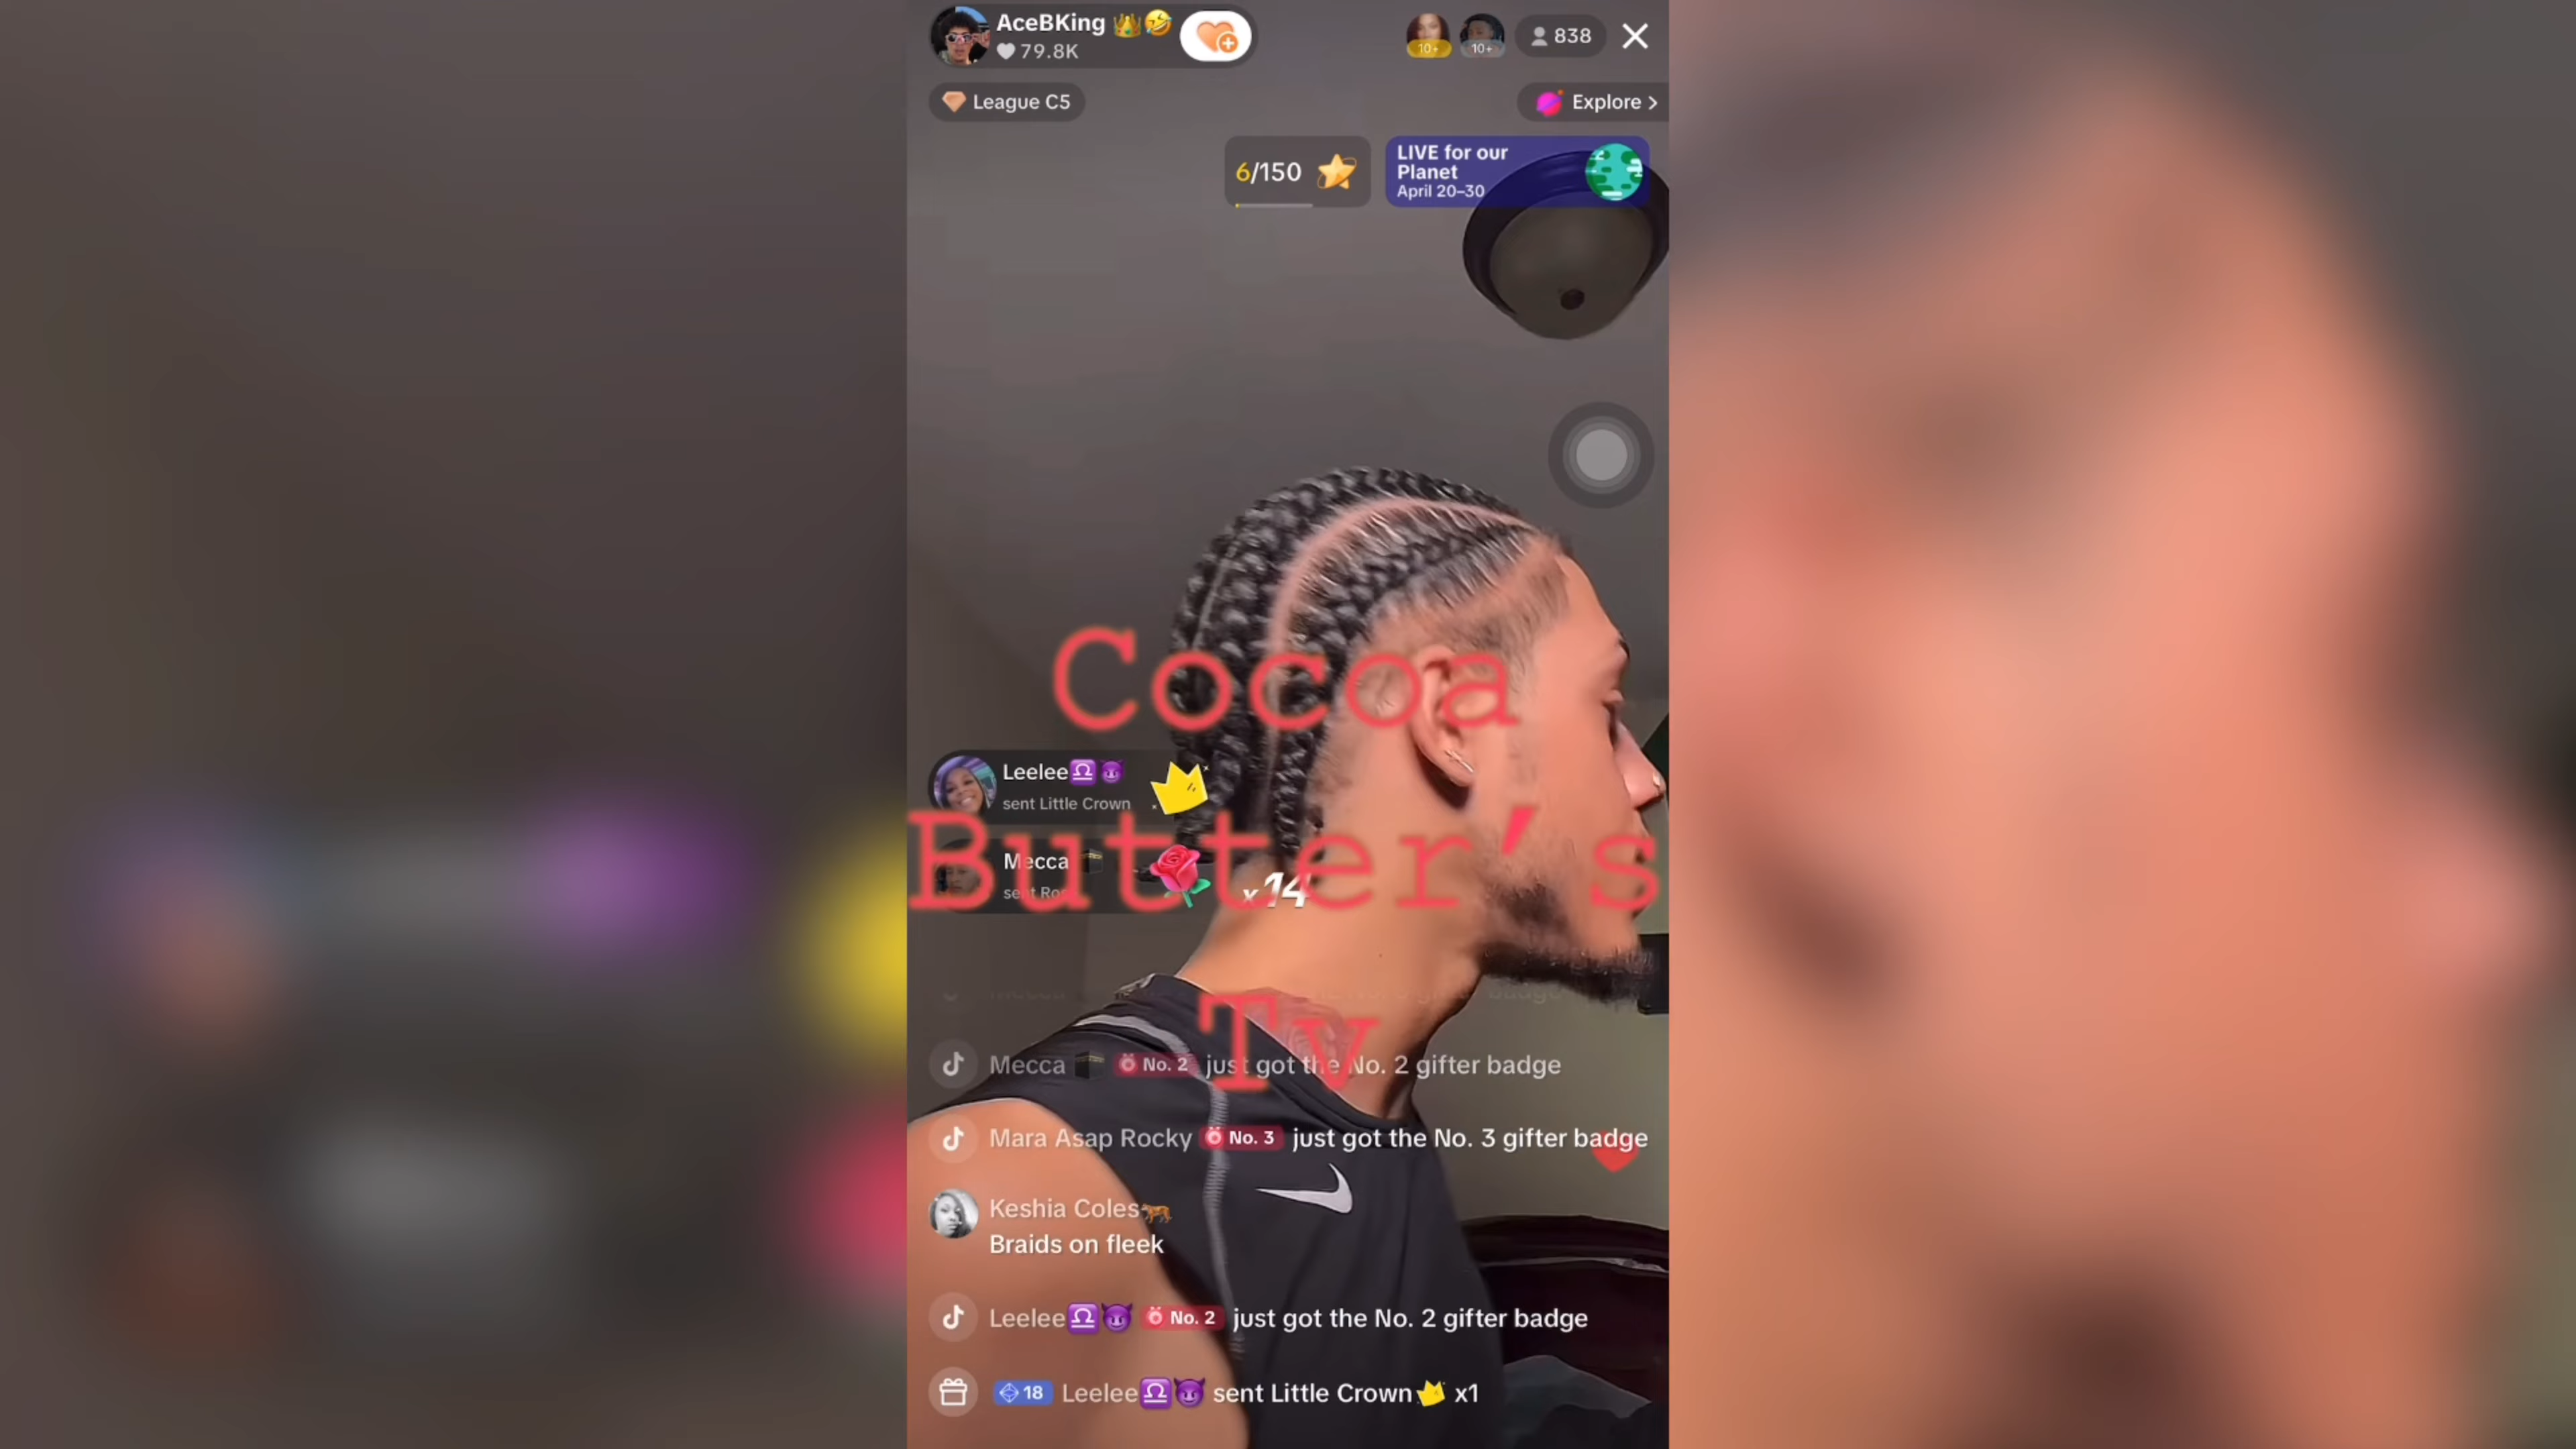 AceBKing 👑🤣
79.8K
10+
10+
838
League C5
Explore >
6/150
LIVE for our
Planet
April 20–30
Cocoa
Butter's
Tv
Leelee♎😈
sent Little Crown
Mecca 🕋
sent
x14
Mecca 🕋 No. 2 just got the No. 2 gifter badge
Mara Asap Rocky No. 3 just got the No. 3 gifter badge
Keshia Coles🐅
Braids on fleek
Leelee♎😈 No. 2 just got the No. 2 gifter badge
18 Leelee♎😈 sent Little Crown x1